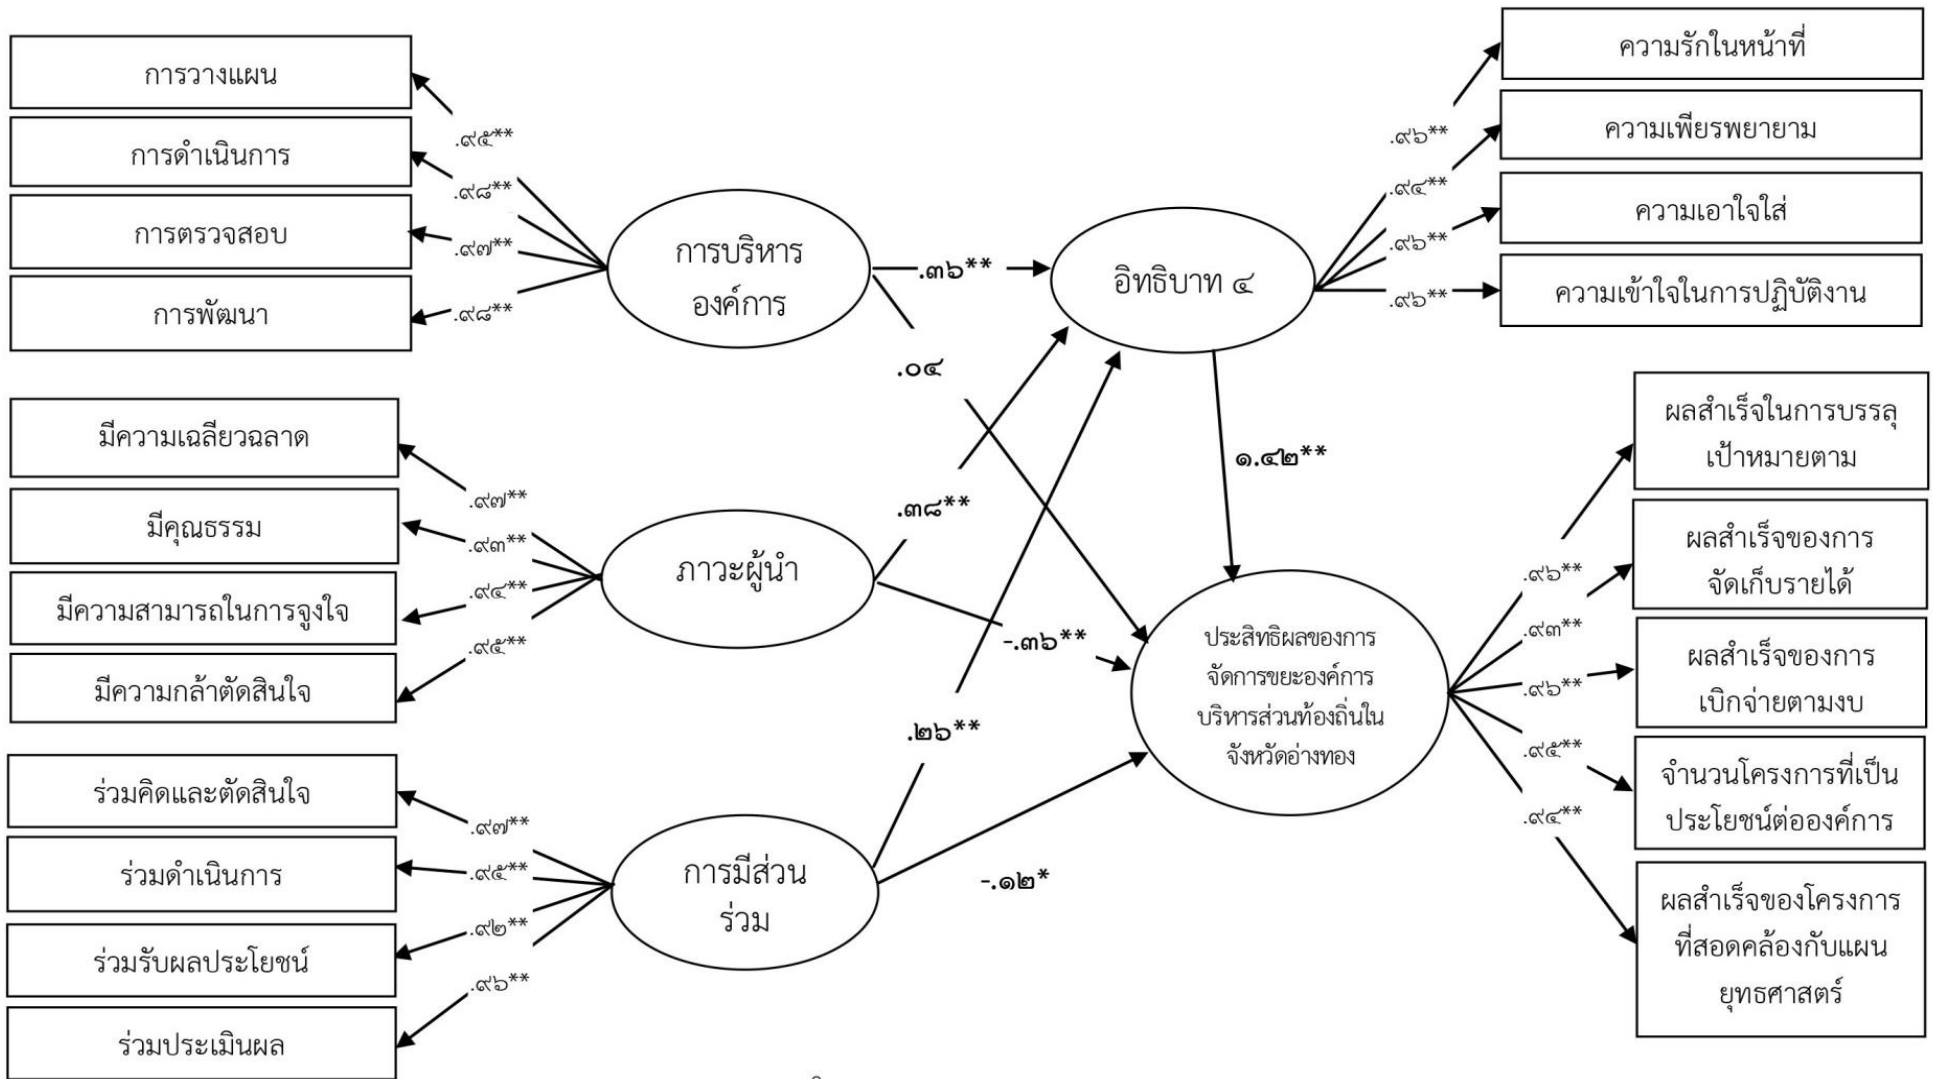 การวางแผน
การดำเนินการ
การตรวจสอบ
การพัฒนา
.๙๕**
.๙๘**
.๙๗**
.๙๘**
การบริหาร
องค์การ
มีความเฉลียวฉลาด
มีคุณธรรม
มีความสามารถในการจูงใจ
มีความกล้าตัดสินใจ
.๙๗**
.๙๓**
.๙๔**
.๙๕**
ภาวะผู้นำ
ร่วมคิดและตัดสินใจ
ร่วมดำเนินการ
ร่วมรับผลประโยชน์
ร่วมประเมินผล
.๙๗**
.๙๕**
.๙๒**
.๙๖**
การมีส่วน
ร่วม
.๓๖**
.๐๔
.๓๘**
-.๓๖**
.๒๖**
-.๑๒*
อิทธิบาท ๔
๑.๔๒**
ประสิทธิผลของการ
จัดการขยะองค์การ
บริหารส่วนท้องถิ่นใน
จังหวัดอ่างทอง
.๙๖**
.๙๔**
.๙๖**
.๙๖**
ความรักในหน้าที่
ความเพียรพยายาม
ความเอาใจใส่
ความเข้าใจในการปฏิบัติงาน
.๙๖**
.๙๓**
.๙๖**
.๙๕**
.๙๔**
ผลสำเร็จในการบรรลุ
เป้าหมายตาม
ผลสำเร็จของการ
จัดเก็บรายได้
ผลสำเร็จของการ
เบิกจ่ายตามงบ
จำนวนโครงการที่เป็น
ประโยชน์ต่อองค์การ
ผลสำเร็จของโครงการ
ที่สอดคล้องกับแผน
ยุทธศาสตร์